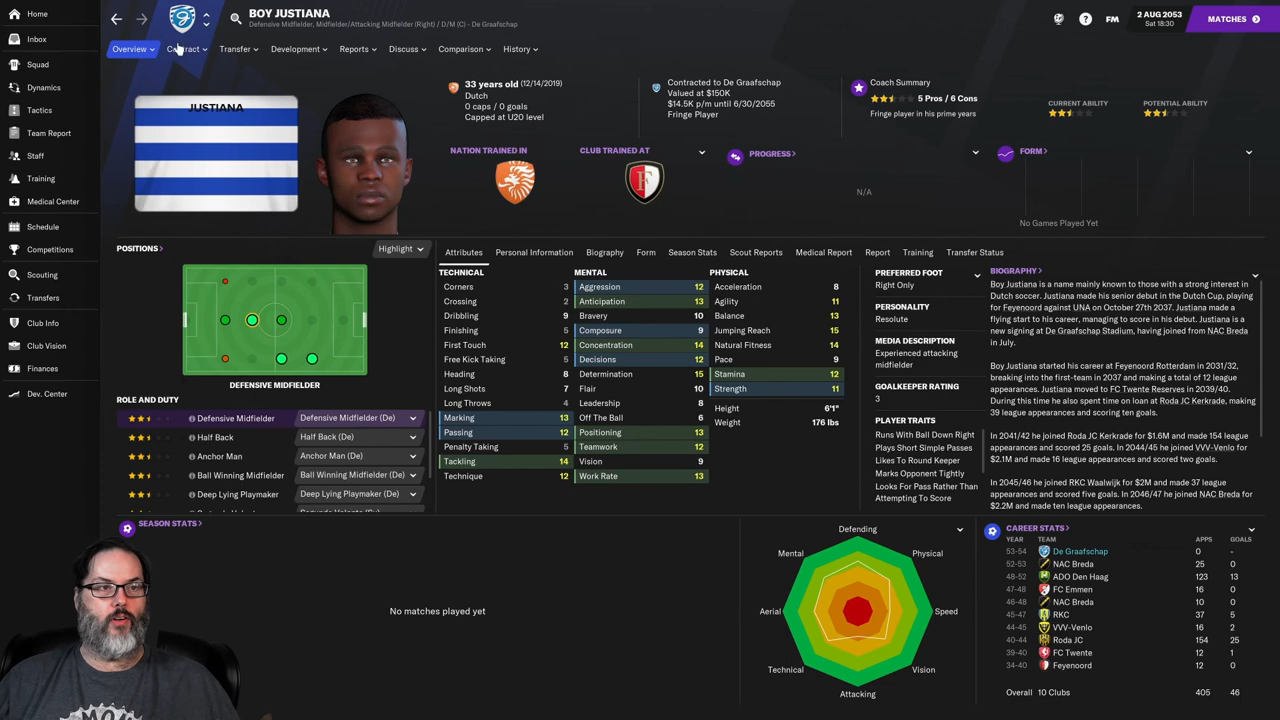 Home
Inbox
Squad
Dynamics
Tactics
Team Report
Staff
Training
Medical Center
Schedule
Competitions
Scouting
Transfers
Club Info
Club Vision
Finances
Dev. Center
BOY JUSTIANA
Defensive Midfielder, Midfielder/Attacking Midfielder (Right) / D/M (C) - De Graafschap
FM
2 AUG 2053
Sat 18:30
MATCHES
Overview
Transfer
Development
Reports
Discuss
Comparison
History
JUSTIANA
33 years old (12/14/2019)
Dutch
0 caps / 0 goals
Capped at U20 level
Contracted to De Graafschap
Valued at $150K
$14.5K p/m until 6/30/2055
Fringe Player
Coach Summary
5 Pros / 6 Cons
Fringe player in his prime years
CURRENT ABILITY
POTENTIAL ABILITY
NATION TRAINED IN
CLUB TRAINED AT
PROGRESS
N/A
FORM
No Games Played Yet
POSITIONS
Highlight
DEFENSIVE MIDFIELDER
ROLE AND DUTY
Defensive Midfielder Defensive Midfielder (De)
Half Back Half Back (De)
Anchor Man Anchor Man (De)
Ball Winning Midfielder Ball Winning Midfielder (De)
Deep Lying Playmaker Deep Lying Playmaker (De)
Attributes Personal Information Biography Form Season Stats Scout Reports Medical Report Report Training Transfer Status
TECHNICAL
Corners 3
Crossing 2
Dribbling 9
Finishing 5
First Touch 12
Free Kick Taking 5
Heading 8
Long Shots 7
Long Throws 4
Marking 13
Passing 12
Penalty Taking 5
Tackling 14
Technique 12
MENTAL
Aggression 12
Anticipation 13
Bravery 10
Composure 9
Concentration 14
Decisions 12
Determination 15
Flair 10
Leadership 8
Off The Ball 6
Positioning 13
Teamwork 12
Vision 9
Work Rate 13
PHYSICAL
Acceleration 8
Agility 11
Balance 13
Jumping Reach 15
Natural Fitness 14
Pace 9
Stamina 12
Strength 11
Height 6'1"
Weight 176 lbs
PREFERRED FOOT
Right Only
PERSONALITY
Resolute
MEDIA DESCRIPTION
Experienced attacking
midfielder
GOALKEEPER RATING
3
PLAYER TRAITS
Runs With Ball Down Right
Plays Short Simple Passes
Likes To Round Keeper
Marks Opponent Tightly
Looks For Pass Rather Than
Attempting To Score
BIOGRAPHY
Boy Justiana is a name mainly known to those with a strong interest in
Dutch soccer. Justiana made his senior debut in the Dutch Cup, playing
for Feyenoord against UNA on October 27th 2037. Justiana made a
flying start to his career, managing to score in his debut. Justiana is a
new signing at De Graafschap Stadium, having joined from NAC Breda
in July.
Boy Justiana started his career at Feyenoord Rotterdam in 2031/32,
breaking into the first-team in 2037 and making a total of 12 league
appearances. Justiana moved to FC Twente Reserves in 2039/40.
During this time he also spent time on loan at Roda JC Kerkrade, making
39 league appearances and scoring ten goals.
In 2041/42 he joined Roda JC Kerkrade for $1.6M and made 154 league
appearances and scored 25 goals. In 2044/45 he joined VVV-Venlo for
$2.1M and made 16 league appearances and scored two goals.
In 2045/46 he joined RKC Waalwijk for $2M and made 37 league
appearances and scored five goals. In 2046/47 he joined NAC Breda for
$2.2M and made ten league appearances.
SEASON STATS
No matches played yet
Defending
Physical
Speed
Vision
Attacking
Technical
Aerial
Mental
CAREER STATS
YEAR TEAM APPS GOALS
53-54 De Graafschap 0 -
52-53 NAC Breda 25 0
48-52 ADO Den Haag 123 13
47-48 FC Emmen 16 0
46-48 NAC Breda 10 0
45-47 RKC 37 5
44-45 VVV-Venlo 16 2
40-44 Roda JC 154 25
39-40 FC Twente 12 1
34-40 Feyenoord 12 0
Overall 10 Clubs 405 46